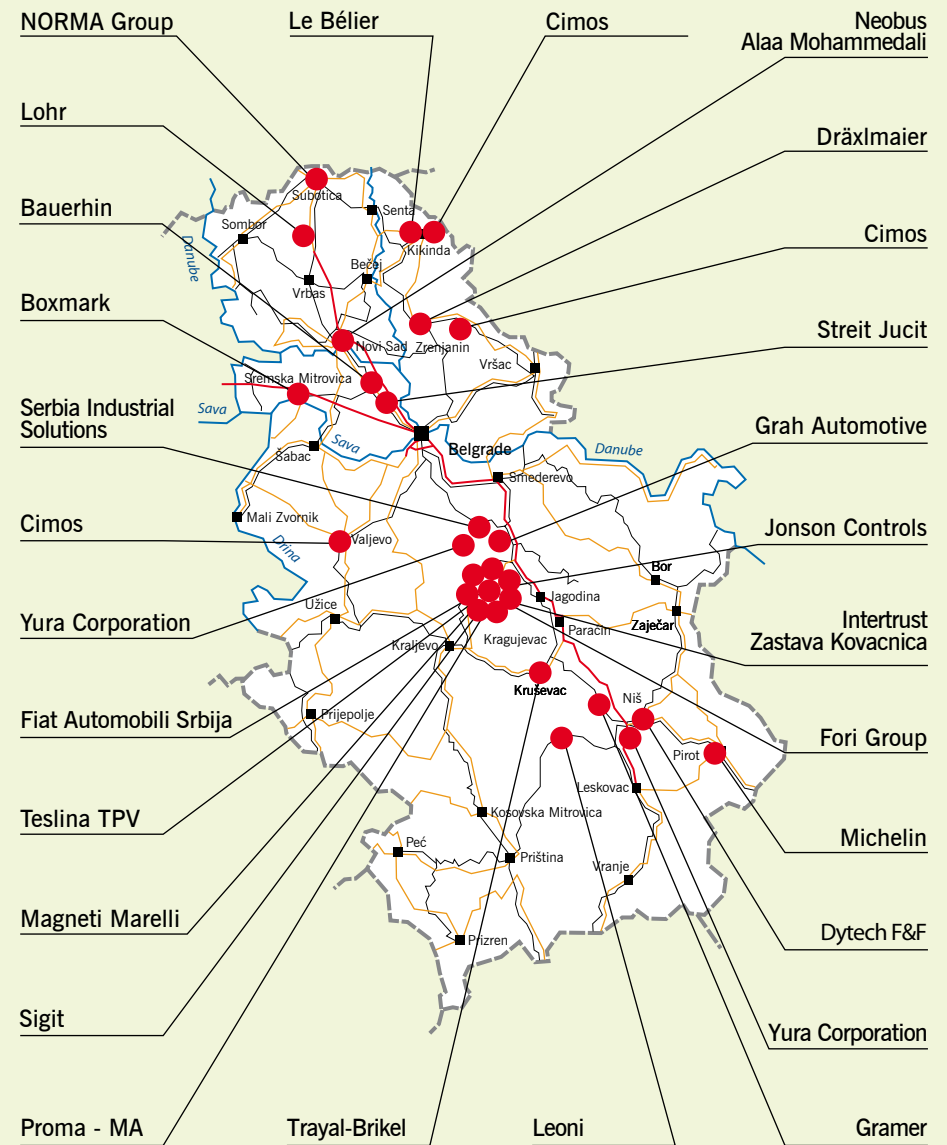 NORMA Group
Le Bélier
Cimos
Neobus
Alaa Mohammedali
Lohr
Dräxlmaier
Bauerhin
Cimos
Boxmark
Streit Jucit
Serbia Industrial
Solutions
Grah Automotive
Cimos
Jonson Controls
Yura Corporation
Intertrust
Zastava Kovacnica
Fiat Automobili Srbija
Fori Group
Teslina TPV
Michelin
Magneti Marelli
Dytech F&F
Sigit
Yura Corporation
Proma - MA
Trayal-Brikel
Leoni
Gramer
Subotica
Senta
Sombor
Kikinda
Danube
Bečej
Vrbas
Novi Sad
Zrenjanin
Vršac
Sremska Mitrovica
Sava
Sava
Belgrade
Danube
Šabac
Smederevo
Mali Zvornik
Valjevo
Drina
Bor
Jagodina
Užice
Zaječar
Paraćin
Kragujevac
Kraljevo
Kruševac
Niš
Prijepolje
Pirot
Leskovac
Kosovska Mitrovica
Peć
Priština
Vranje
Prizren